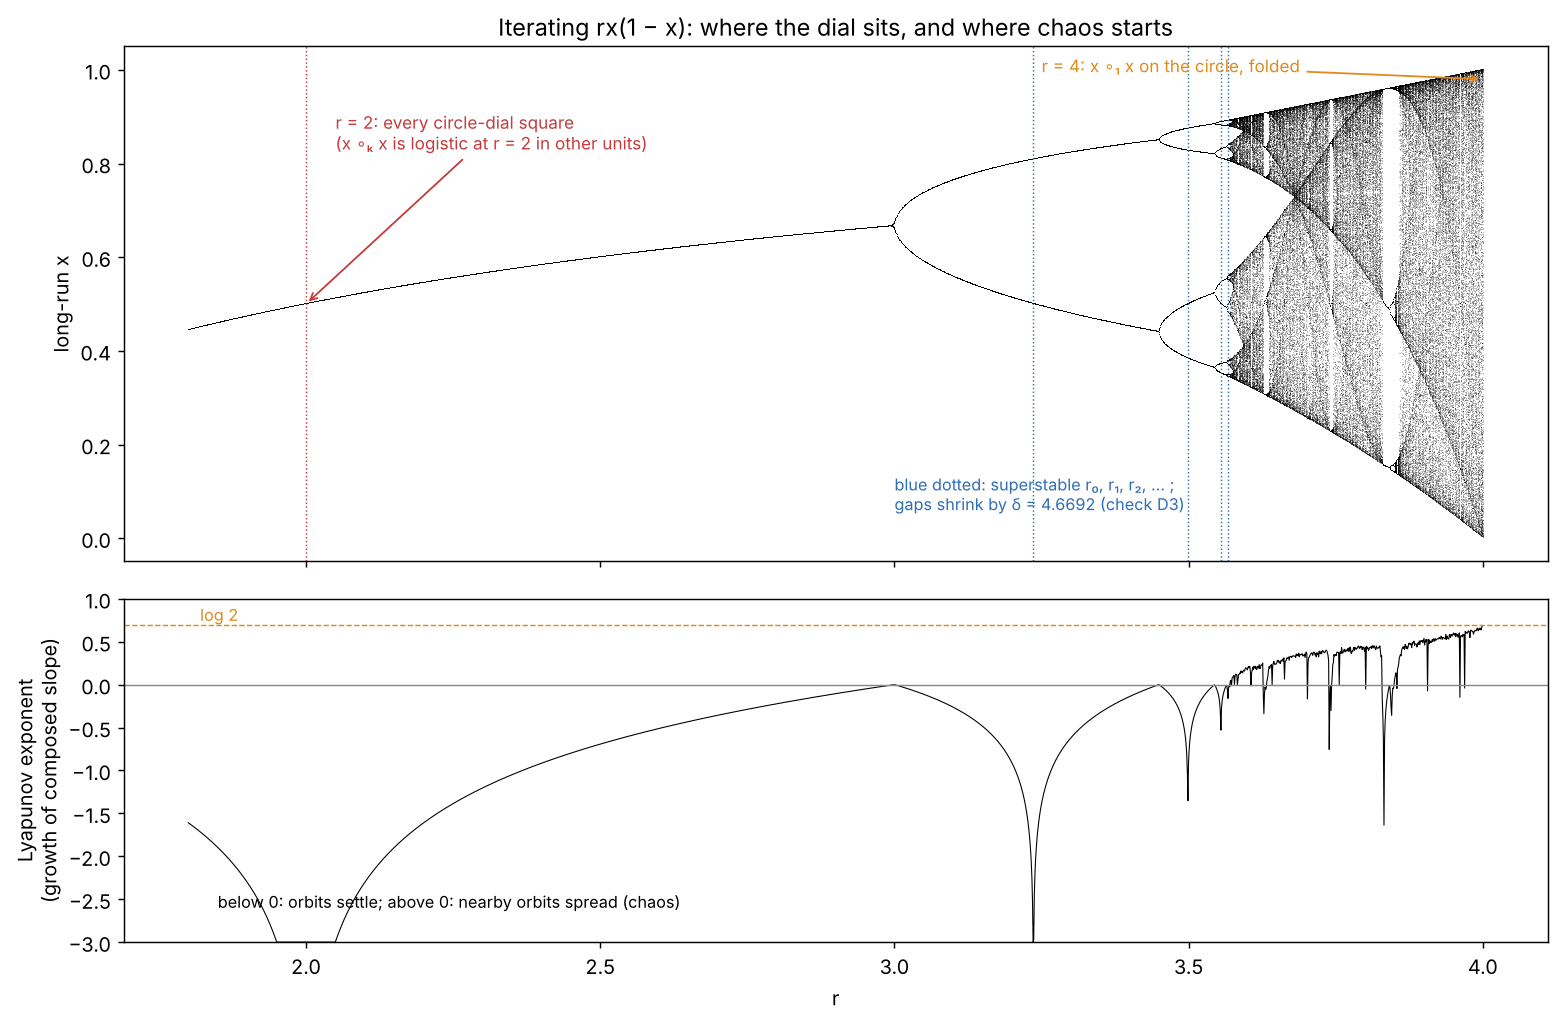 Iterating rx(1 − x): where the dial sits, and where chaos starts
long-run x
1.0
0.8
0.6
0.4
0.2
0.0
r = 4: x ∘₁ x on the circle, folded
r = 2: every circle-dial square
(x ∘ₖ x is logistic at r = 2 in other units)
blue dotted: superstable r₀, r₁, r₂, ... ;
gaps shrink by δ = 4.6692 (check D3)
Lyapunov exponent
(growth of composed slope)
1.0
0.5
0.0
−0.5
−1.0
−1.5
−2.0
−2.5
−3.0
log 2
below 0: orbits settle; above 0: nearby orbits spread (chaos)
2.0 2.5 3.0 3.5 4.0
r